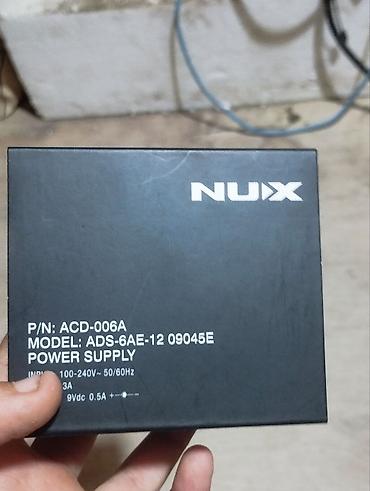 NUX
P/N: ACD-006A
MODEL: ADS-6AE-12 09045E
POWER SUPPLY
100-240V~ 50/60Hz
3A
9Vdc 0.5A